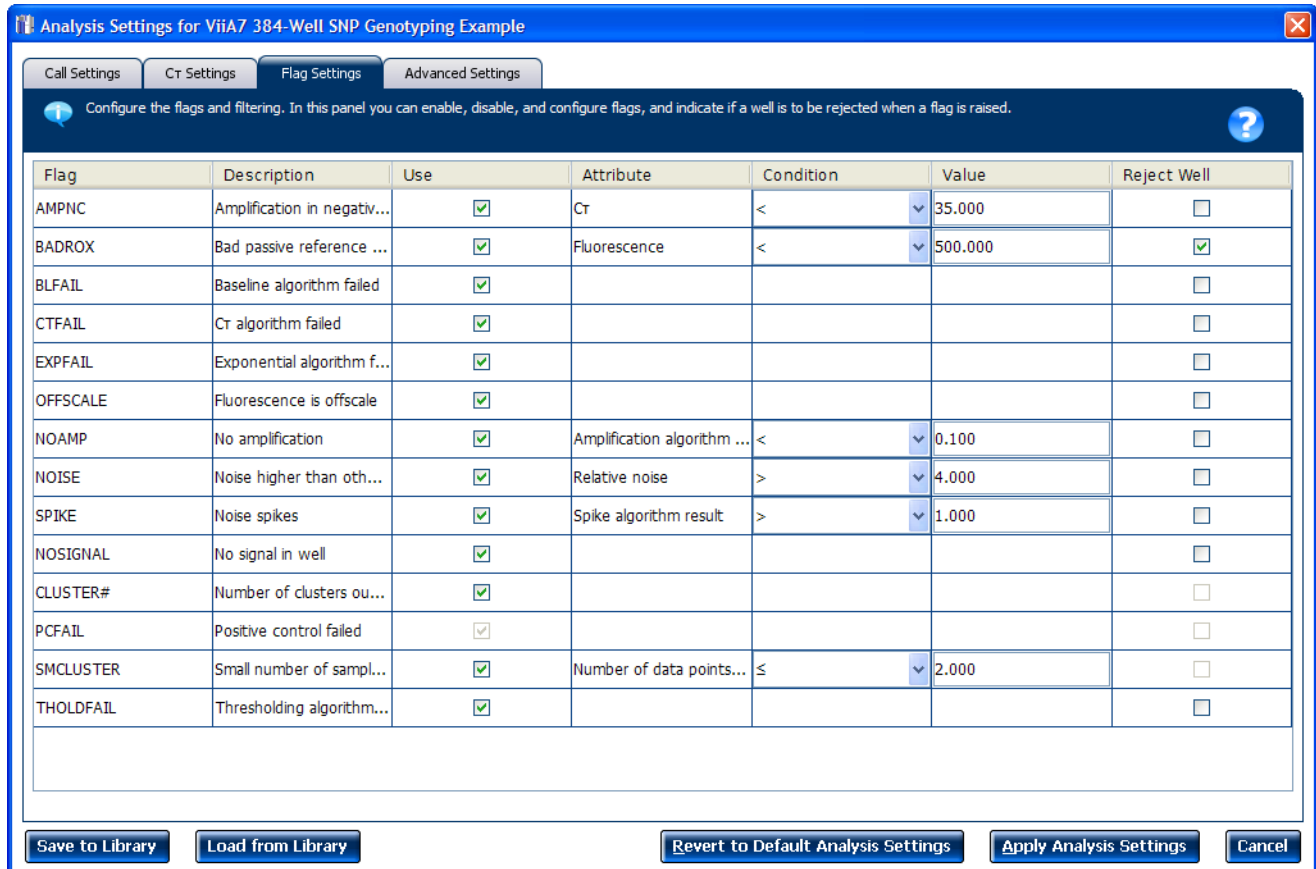 Analysis Settings for ViiA7 384-Well SNP Genotyping Example
Call Settings CT Settings Flag Settings Advanced Settings
Configure the flags and filtering. In this panel you can enable, disable, and configure flags, and indicate if a well is to be rejected when a flag is raised.
?
Flag Description Use Attribute Condition Value Reject Well
AMPNC Amplification in negativ... CT < 35.000
BADROX Bad passive reference ... Fluorescence < 500.000
BLFAIL Baseline algorithm failed
CTFAIL CT algorithm failed
EXPFAIL Exponential algorithm f...
OFFSCALE Fluorescence is offscale
NOAMP No amplification Amplification algorithm ... < 0.100
NOISE Noise higher than oth... Relative noise > 4.000
SPIKE Noise spikes Spike algorithm result > 1.000
NOSIGNAL No signal in well
CLUSTER# Number of clusters ou...
PCFAIL Positive control failed
SMCLUSTER Small number of sampl... Number of data points... ≤ 2.000
THOLDFAIL Thresholding algorithm...
Save to Library Load from Library Revert to Default Analysis Settings Apply Analysis Settings Cancel